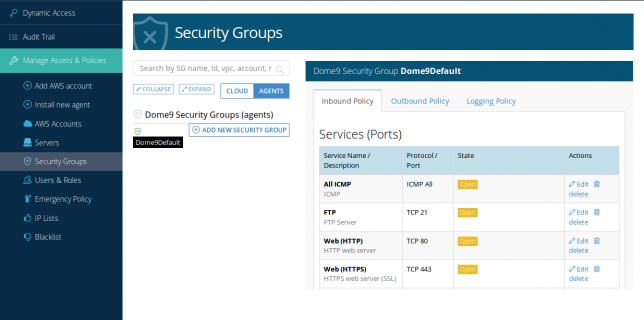 Dynamic Access
Audit Trail
Manage Assets & Policies
Add AWS account
Install new agent
AWS Accounts
Servers
Security Groups
Users & Roles
Emergency Policy
IP Lists
Blacklist
Security Groups
Search by SG name, Id, vpc, account, r
COLLAPSE EXPAND CLOUD AGENTS
Dome9 Security Groups (agents)
ADD NEW SECURITY GROUP
Dome9Default
Dome9 Security Group Dome9Default
Inbound Policy Outbound Policy Logging Policy
Services (Ports)
Service Name / Description Protocol / Port State Actions
All ICMP ICMP All Open Edit
ICMP delete
FTP TCP 21 Open Edit
FTP Server delete
Web (HTTP) TCP 80 Open Edit
HTTP web server delete
Web (HTTPS) TCP 443 Open Edit
HTTPS web server (SSL) delete